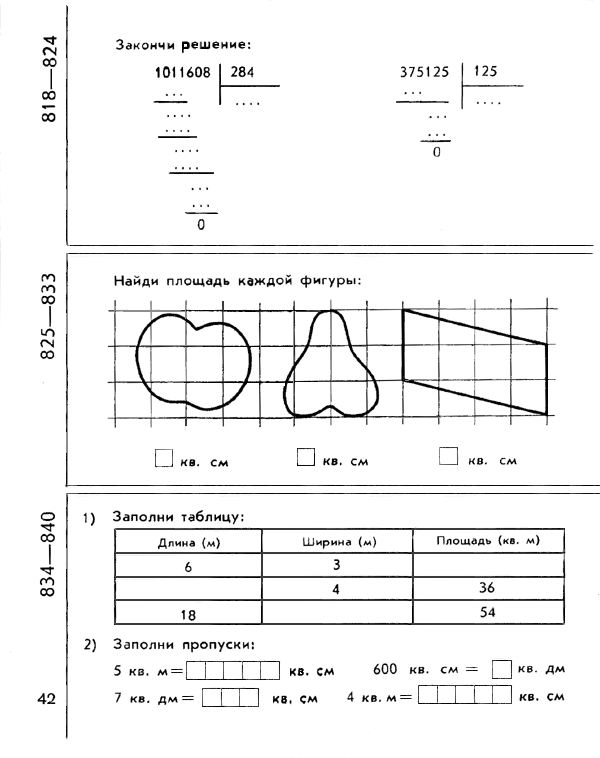 818—824
Закончи решение:
1011608 284
375125 125
... ....
... ....
.... ...
.... ...
.... 0
....
...
...
0
825—833
Найди площадь каждой фигуры:
кв. см кв. см кв. см
834—840
1) Заполни таблицу:
Длина (м) Ширина (м) Площадь (кв. м)
6 3
4 36
18 54
2) Заполни пропуски:
5 кв. м= кв. см 600 кв. см = кв. дм
7 кв. дм= кв. см 4 кв. м= кв. см
42